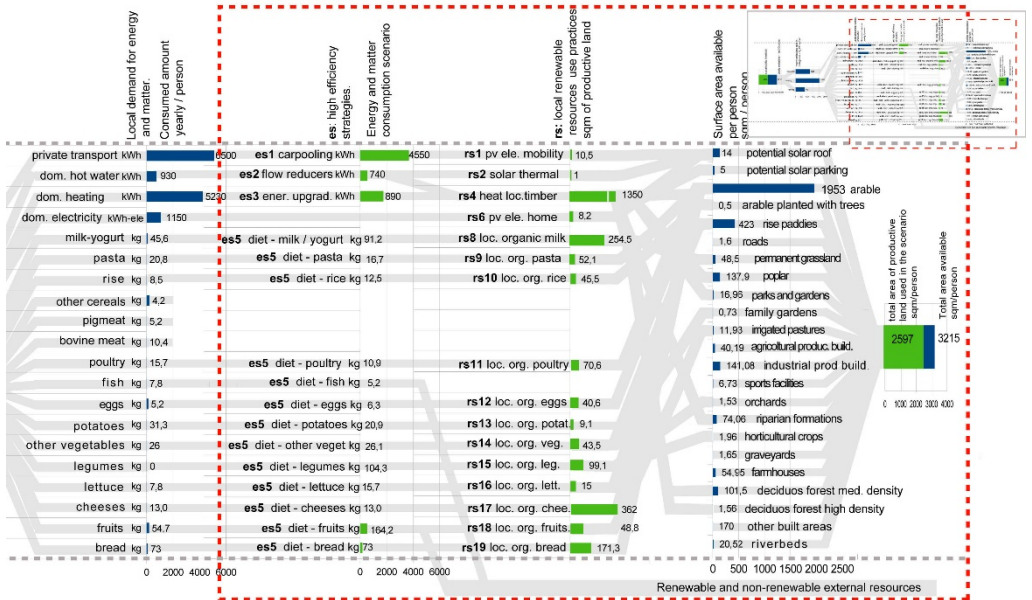 Local demand for energy
and matter.
Consumed amount
yearly / person
es: high efficiency
strategies.
Energy and matter
consumption scenario
rs: local renewable
resources use practices
sqm of productive land
Surface area available
per person
sqm / person
private transport kWh 6500 es1 carpooling kWh 4550 rs1 pv ele. mobility 10,5 14 potential solar roof
dom. hot water kWh 930 es2 flow reducers kWh 740 rs2 solar thermal 1 5 potential solar parking
dom. heating kWh 5230 es3 ener. upgrad. kWh 890 rs4 heat loc.timber 1350 1953 arable
0,5 arable planted with trees
dom. electricity kWh-ele 1150 rs6 pv ele. home 8.2 423 rise paddies
milk-yogurt kg 45,6 es5 diet - milk / yogurt kg 91,2 rs8 loc. organic milk 254.5 1.6 roads
pasta kg 20,8 es5 diet - pasta kg 16,7 rs9 loc. org. pasta 52,1 48,5 permanent grassland
rise kg 8,5 es5 diet - rice kg 12,5 rs10 loc. org. rice 45,5 137,9 poplar
other cereals kg 4,2 16,95 parks and gardens
pigmeat kg 5,2 0,73 family gardens
bovine meat kg 10,4 11,93 irrigated pastures
40,19 agricoltural produc. build.
poultry kg 15,7 es5 diet - poultry kg 10,9 rs11 loc. org. poultry 70,6 141,08 industrial prod build.
fish kg 7,8 es5 diet - fish kg 5,2 6,73 sports facilities
eggs kg 5,2 es5 diet - eggs kg 6,3 rs12 loc. org. eggs 40,6 1,53 orchards
potatoes kg 31,3 es5 diet - potatoes kg 20,9 rs13 loc. org. potat. 9,1 74,06 riparian formations
other vegetables kg 26 es5 diet - other veget kg 26,1 rs14 loc. org. veg. 43,5 1,96 horticultural crops
legumes kg 0 es5 diet - legumes kg 104,3 rs15 loc. org. leg. 99,1 1,65 graveyards
54,95 farmhouses
lettuce kg 7,8 es5 diet - lettuce kg 15,7 rs16 loc. org. lett. 15 101,5 deciduos forest med. density
cheeses kg 13,0 es5 diet - cheeses kg 13,0 rs17 loc. org. chee. 362 1,56 deciduos forest high density
fruits kg 54,7 es5 diet - fruits kg 164,2 rs18 loc. org. fruits. 48,8 170 other built areas
bread kg 73 es5 diet - bread kg 73 rs19 loc. org. bread 171,3 20,52 riverbeds
0 2000 4000 6000 0 2000 4000 6000 0 500 1000 1500 2000 2500
total area of productive
land used in the scenario
sqm/person
Total area available
sqm/person
2597 3215
0 1000 2000 3000 4000
Renewable and non-renewable external resources